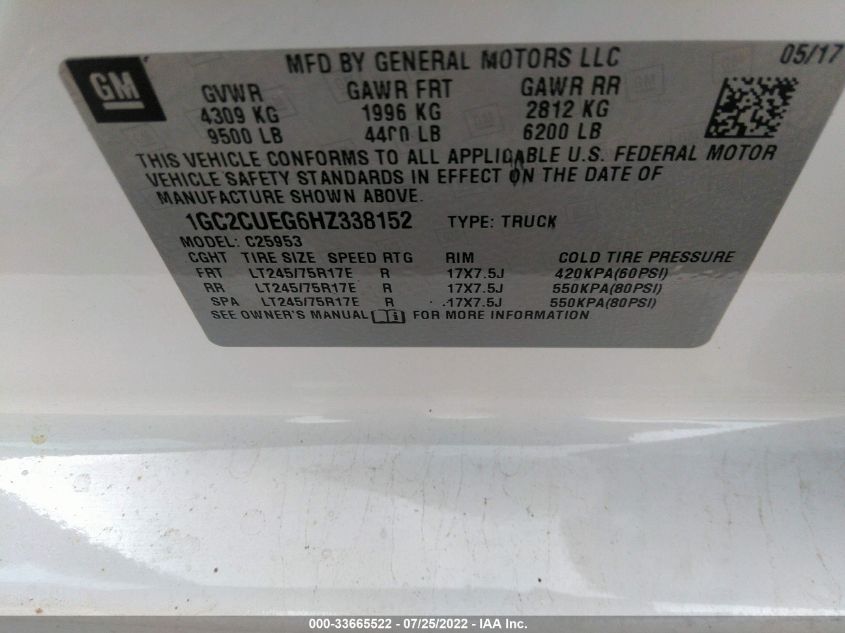 GM
MFD BY GENERAL MOTORS LLC 05/17
GVWR GAWR FRT GAWR RR
4309 KG 1996 KG 2812 KG
9500 LB 4400 LB 6200 LB
THIS VEHICLE CONFORMS TO ALL APPLICABLE U.S. FEDERAL MOTOR
VEHICLE SAFETY STANDARDS IN EFFECT ON THE DATE OF
MANUFACTURE SHOWN ABOVE.
1GC2CUEG6HZ338152 TYPE: TRUCK
MODEL: C25953
CGHT TIRE SIZE SPEED RTG RIM COLD TIRE PRESSURE
FRT LT245/75R17E R 17X7.5J 420KPA(60PSI)
RR LT245/75R17E R 17X7.5J 550KPA(80PSI)
SPA LT245/75R17E R 17X7.5J 550KPA(80PSI)
SEE OWNER'S MANUAL FOR MORE INFORMATION
000-33665522 - 07/25/2022 - IAA Inc.